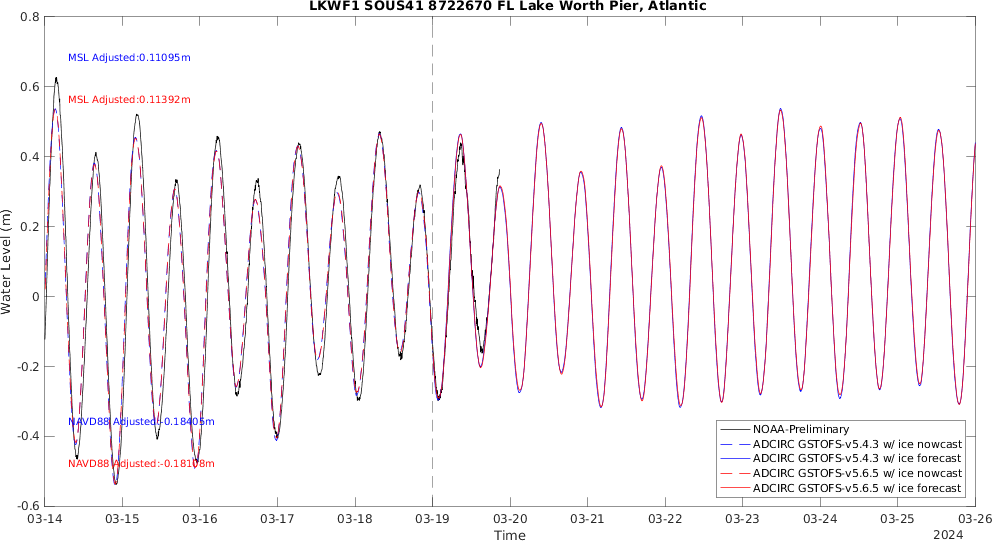 LKWF1 SOUS41 8722670 FL Lake Worth Pier, Atlantic
0.8
0.6
0.4
0.2
0
-0.2
-0.4
-0.6
Water Level (m)
MSL Adjusted:0.11095m
MSL Adjusted:0.11392m
NAVD88 Adjusted:-0.18405m
NAVD88 Adjusted:-0.18108m
NOAA-Preliminary
ADCIRC GSTOFS-v5.4.3 w/ ice nowcast
ADCIRC GSTOFS-v5.4.3 w/ ice forecast
ADCIRC GSTOFS-v5.6.5 w/ ice nowcast
ADCIRC GSTOFS-v5.6.5 w/ ice forecast
03-14 03-15 03-16 03-17 03-18 03-19 03-20 03-21 03-22 03-23 03-24 03-25 03-26
Time
2024